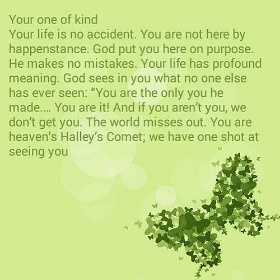 Your one of kind
Your life is no accident. You are not here by
happenstance. God put you here on purpose.
He makes no mistakes. Your life has profound
meaning. God sees in you what no one else
has ever seen: “You are the only you he
made.... You are it! And if you aren’t you, we
don’t get you. The world misses out. You are
heaven’s Halley’s Comet; we have one shot at
seeing you